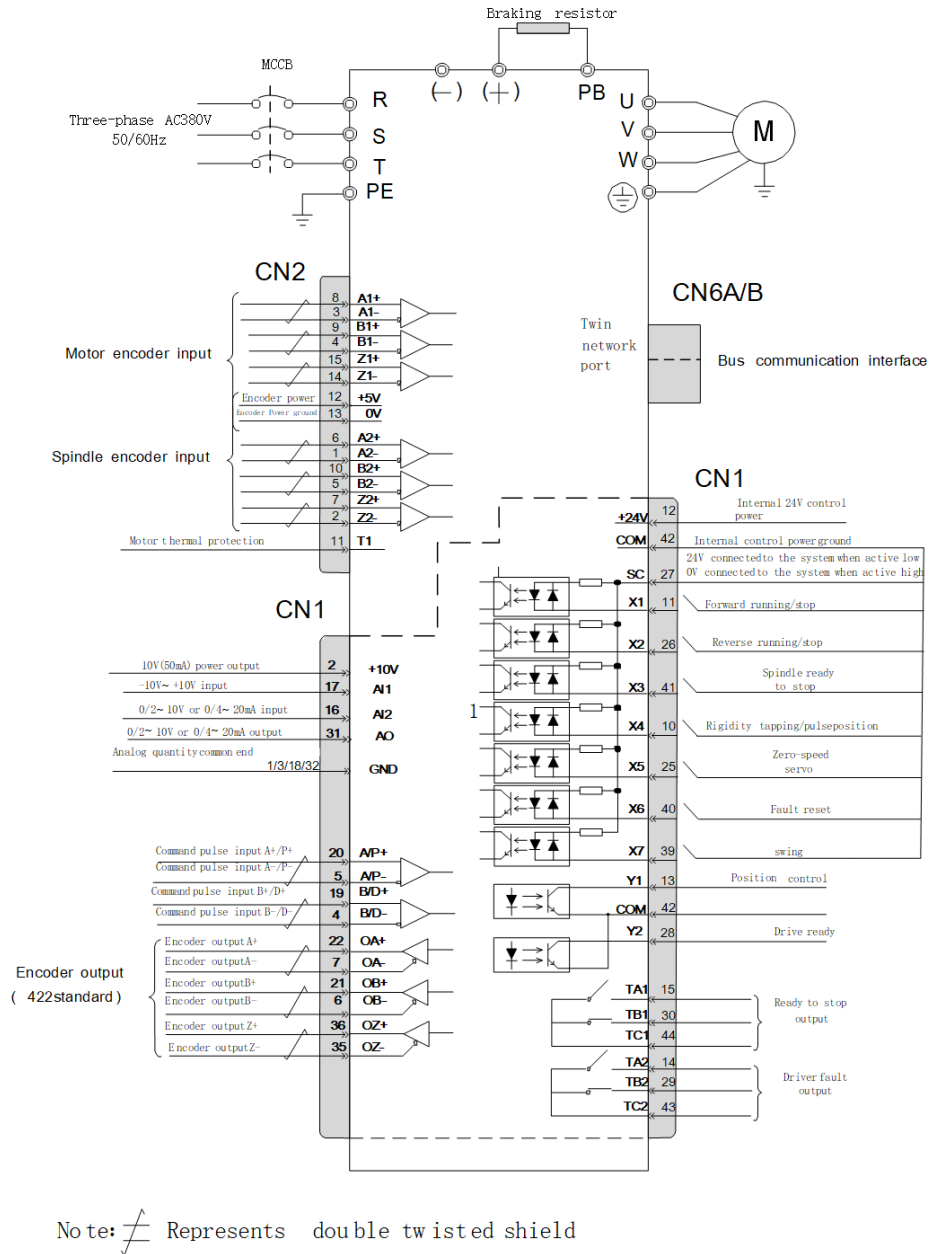 Braking resistor
MCCB
(—) (+) PB
Three-phase AC380V
50/60Hz
R
S
T
PE
U
V
W
M
CN2
Motor encoder input
8 A1+
3 A1-
9 B1+
4 B1-
15 Z1+
14 Z1-
Encoder power 12 +5V
Encoder Power ground 13 0V
Spindle encoder input
6 A2+
1 A2-
10 B2+
5 B2-
7 Z2+
2 Z2-
Motor thermal protection 11 T1
CN6A/B
Twin
network
port
Bus communication interface
CN1
10V(50mA) power output 2 +10V
-10V~ +10V input 17 AI1
0/2~ 10V or 0/4~ 20mA input 16 AI2
0/2~ 10V or 0/4~ 20mA output 31 AO
Analog quantity common end
1/3/18/32 GND
Command pulse input A+/P+ 20 A/P+
Command pulse input A-/P- 5 A/P-
Command pulse input B+/D+ 19 B/D+
Command pulse input B-/D- 4 B/D-
Encoder output
( 422standard )
Encoder output A+ 22 OA+
Encoder outputA- 7 OA-
Encoder outputB+ 21 OB+
Encoder outputB- 6 OB-
Encoder output Z+ 36 OZ+
Encoder outputZ- 35 OZ-
CN1
+24V 12 Internal 24V control
power
COM 42 Internal control power ground
24V connected to the system when active low
SC 27 0V connected to the system when active high
X1 11 Forward running/stop
X2 26 Reverse running/stop
X3 41 Spindle ready
to stop
1
X4 10 Rigidity tapping/pulseposition
X5 25 Zero-speed
servo
X6 40 Fault reset
X7 39 swing
Y1 13 Position control
COM 42
Y2 28 Drive ready
TA1 15
TB1 30
TC1 44
Ready to stop
output
TA2 14
TB2 29
TC2 43
Driver fault
output
Note: Represents double twisted shield